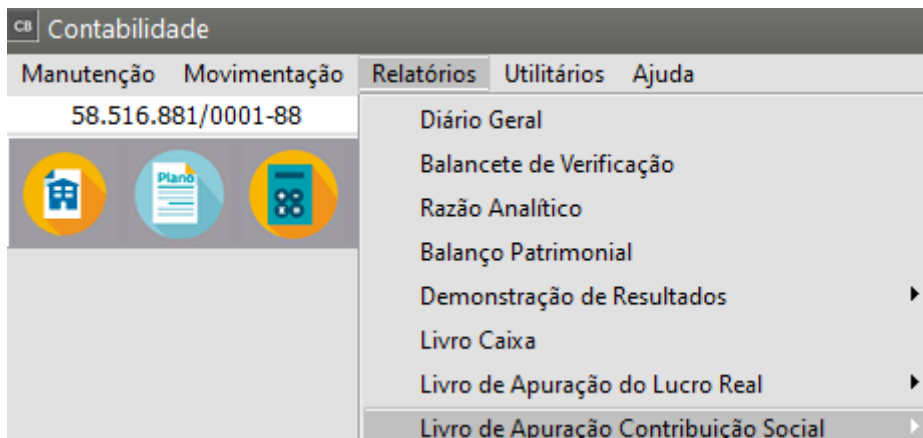 CB Contabilidade
Manutenção Movimentação Relatórios Utilitários Ajuda
58.516.881/0001-88
Plano
Diário Geral
Balancete de Verificação
Razão Analítico
Balanço Patrimonial
Demonstração de Resultados
Livro Caixa
Livro de Apuração do Lucro Real
Livro de Apuração Contribuição Social